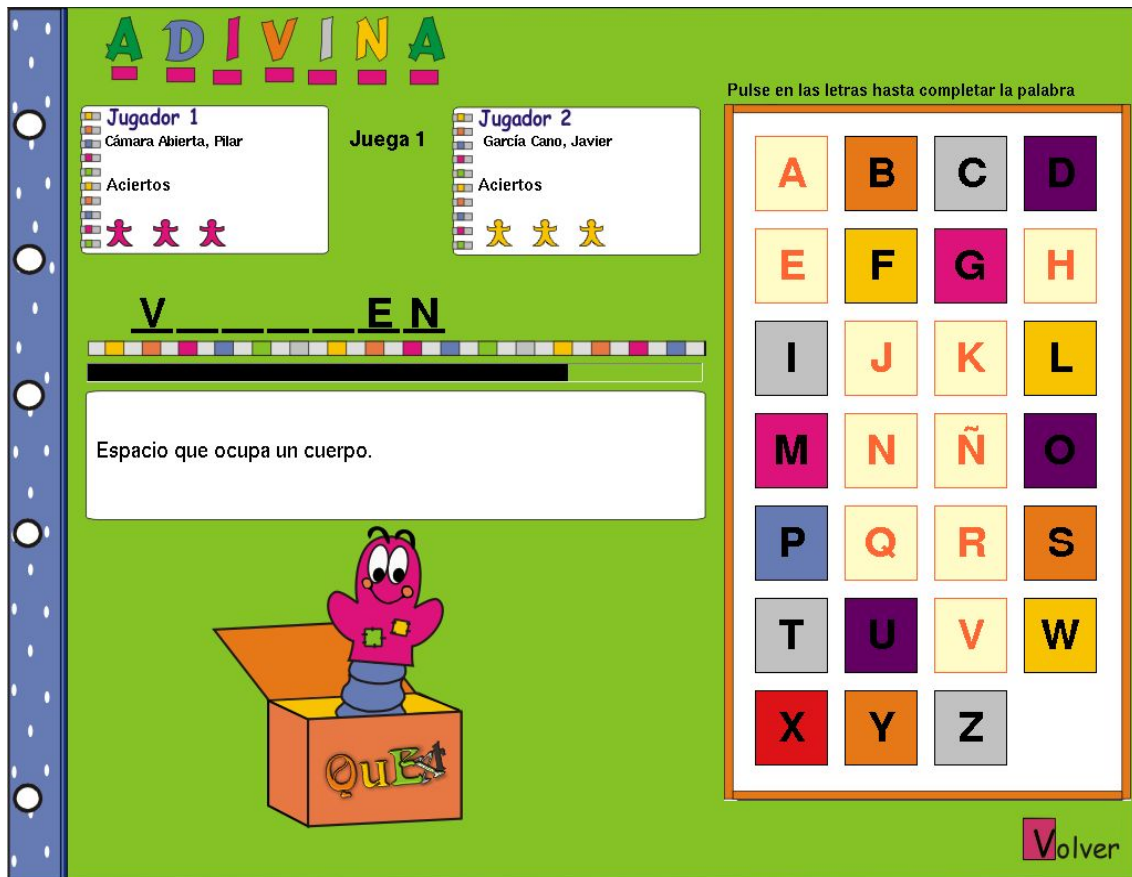 ADIVINA
Pulse en las letras hasta completar la palabra
Jugador 1
Cámara Abierta, Pilar
Aciertos
Juega 1
Jugador 2
García Cano, Javier
Aciertos
V _ _ _ _ E N
Espacio que ocupa un cuerpo.
A B C D
E F G H
I J K L
M N Ñ O
P Q R S
T U V W
X Y Z
QuExt
Volver